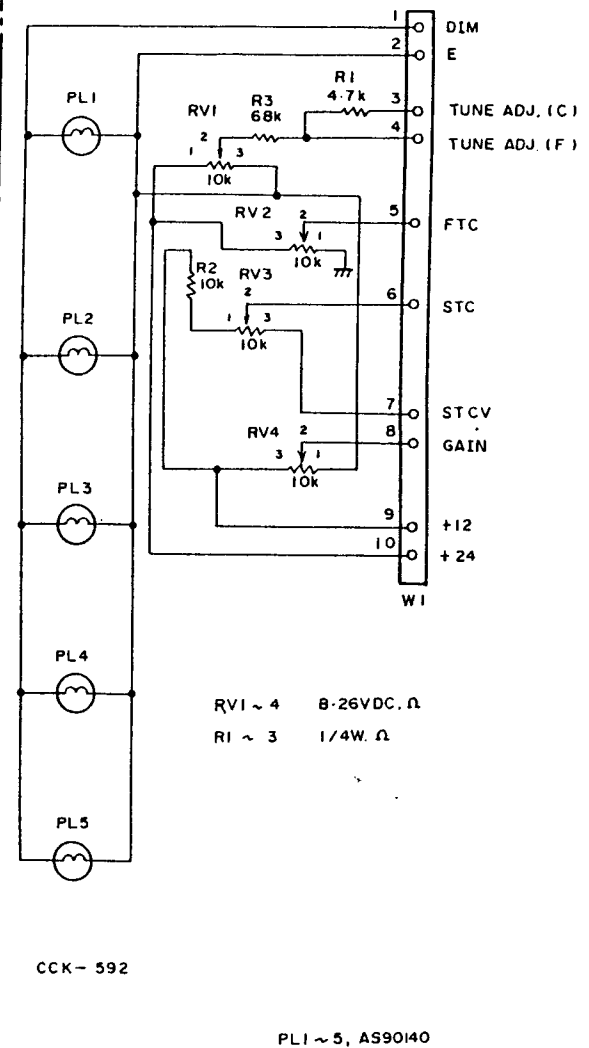 1 DIM
2 E
PL1
R1
4.7k
3 TUNE ADJ. (C)
RV1
R3
68k
4 TUNE ADJ. (F)
2
1 3
10k
RV2
2
5 FTC
3 1
10k
R2
10k
RV3
2
6 STC
1 3
10k
PL2
7 STCV
RV4
2
8 GAIN
3 1
10k
PL3
9 +12
10 +24
W1
PL4
RV1 ~ 4 8-26VDC. Ω
R1 ~ 3 1/4W. Ω
PL5
CCK- 592
PL1 ~ 5, AS90140